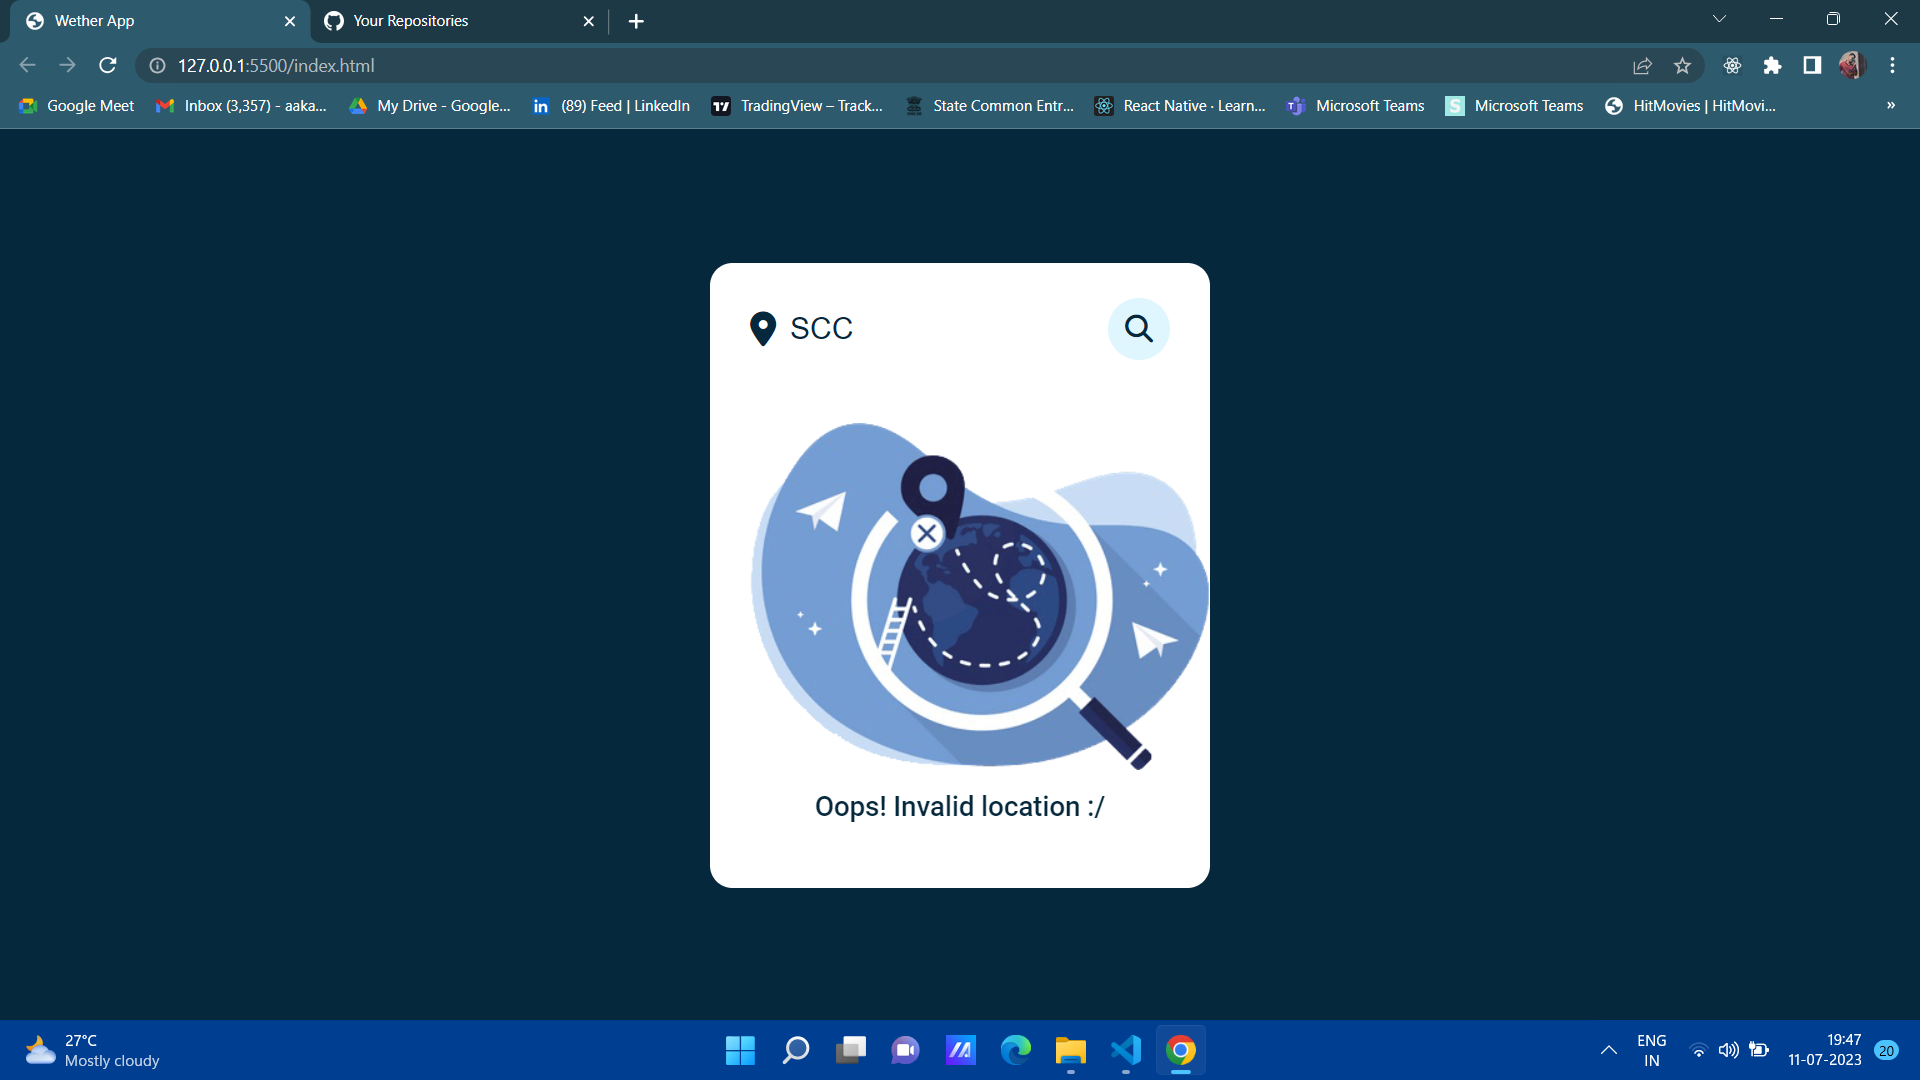 Wether App
Your Repositories
127.0.0.1:5500/index.html
Google Meet
Inbox (3,357) - aaka...
My Drive - Google...
in
(89) Feed | LinkedIn
TradingView – Track...
State Common Entr...
React Native · Learn...
Microsoft Teams
S
Microsoft Teams
HitMovies | HitMovi...
»
SCC
Oops! Invalid location :/
27°C
Mostly cloudy
ENG
IN
19:47
11-07-2023
20